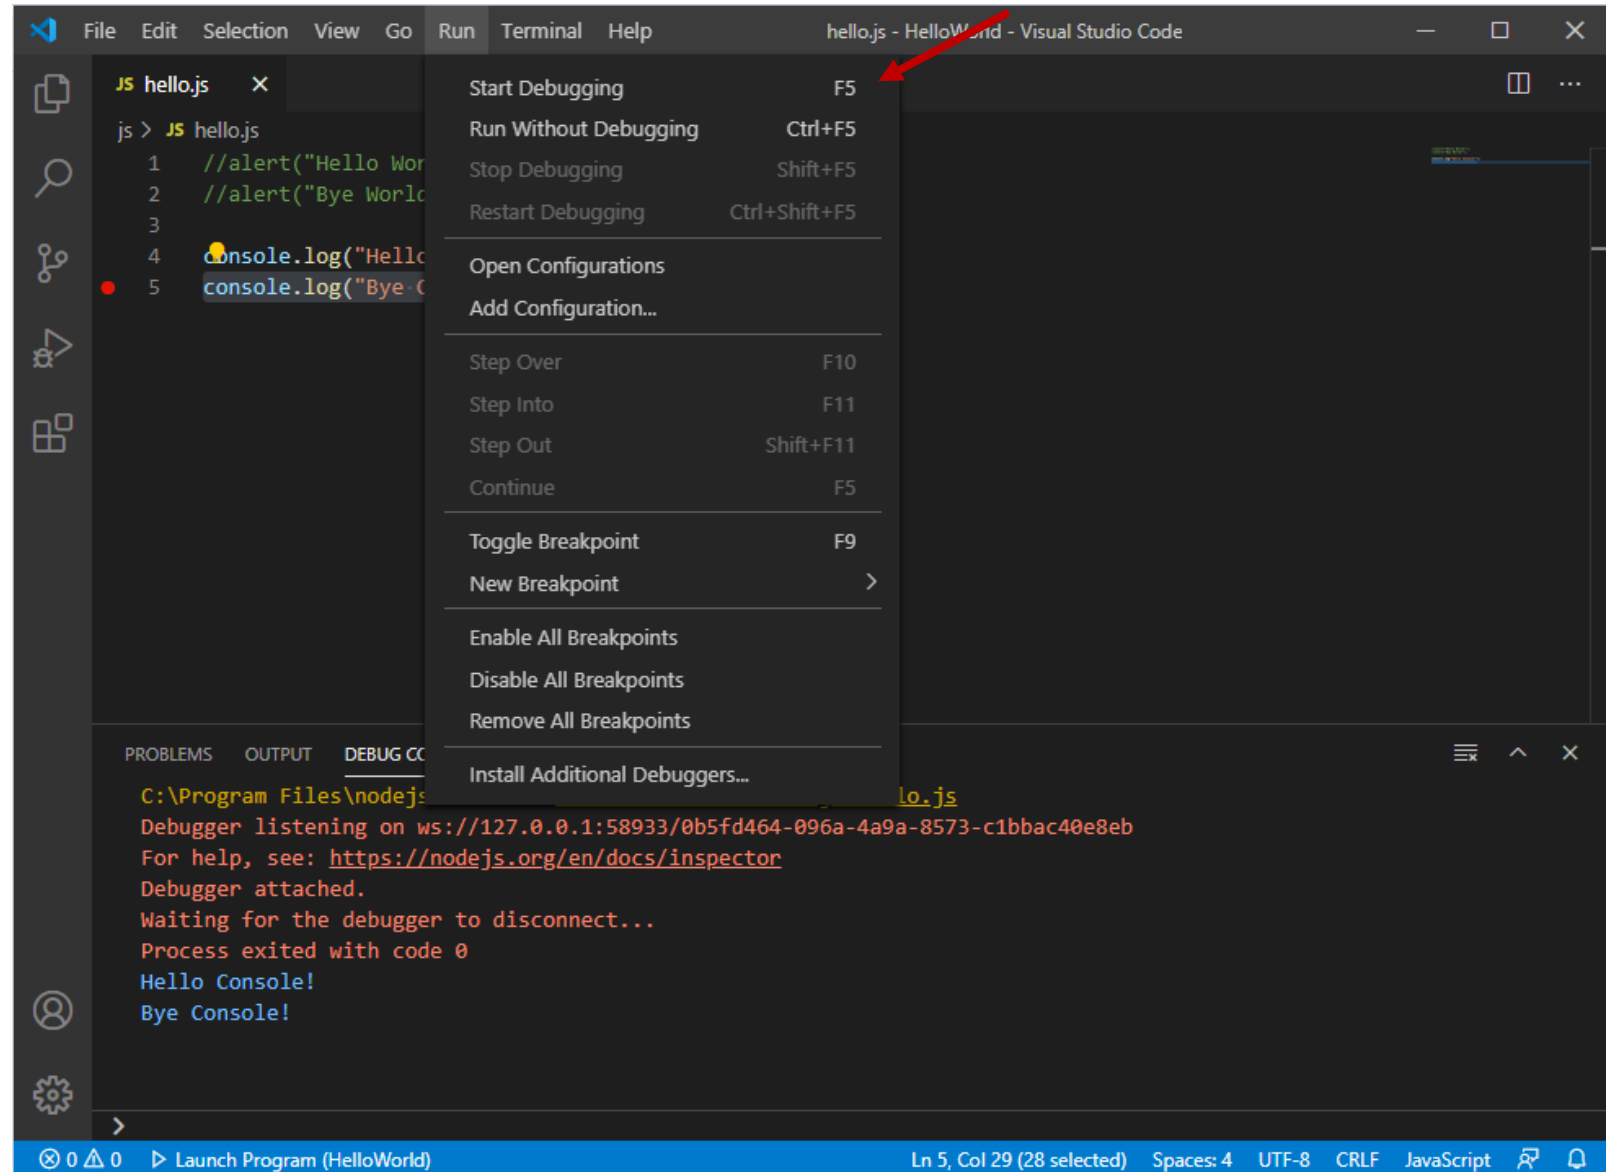 File Edit Selection View Go Run Terminal Help hello.js - HelloWorld - Visual Studio Code
JS hello.js
js > JS hello.js
1 //alert("Hello Wor
2 //alert("Bye World
3
4 console.log("Hello
5 console.log("Bye C
Start Debugging F5
Run Without Debugging Ctrl+F5
Stop Debugging Shift+F5
Restart Debugging Ctrl+Shift+F5
Open Configurations
Add Configuration...
Step Over F10
Step Into F11
Step Out Shift+F11
Continue F5
Toggle Breakpoint F9
New Breakpoint >
Enable All Breakpoints
Disable All Breakpoints
Remove All Breakpoints
Install Additional Debuggers...
PROBLEMS OUTPUT DEBUG CO
C:\Program Files\nodejs lo.js
Debugger listening on ws://127.0.0.1:58933/0b5fd464-096a-4a9a-8573-c1bbac40e8eb
For help, see: https://nodejs.org/en/docs/inspector
Debugger attached.
Waiting for the debugger to disconnect...
Process exited with code 0
Hello Console!
Bye Console!
>
0 0 Launch Program (HelloWorld) Ln 5, Col 29 (28 selected) Spaces: 4 UTF-8 CRLF JavaScript